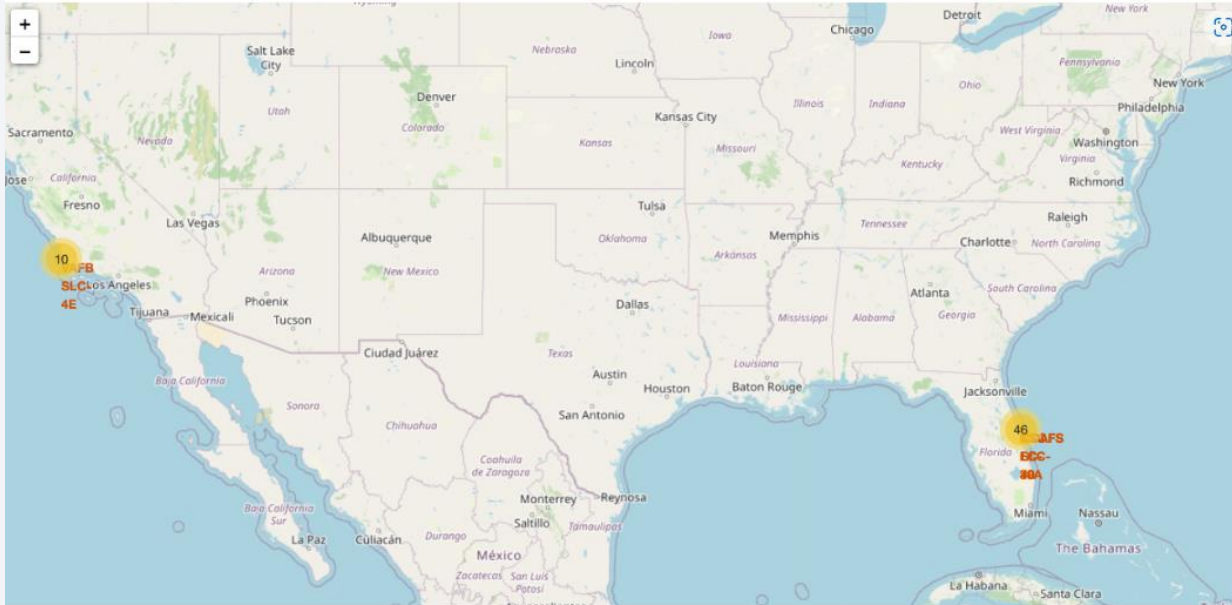 +
−
Wyoming
Iowa
Chicago
Detroit
New York
Salt Lake
City
Nebraska
Lincoln
Pennsylvania
New York
Utah
Denver
Colorado
Illinois
Indiana
Ohio
Philadelphia
Sacramento
Nevada
Kansas City
Kansas
Missouri
West Virginia
Washington
Virginia
Jose
California
Fresno
Kentucky
Richmond
Las Vegas
Tulsa
Raleigh
Albuquerque
New Mexico
Oklahoma
Memphis
Tennessee
Charlotte
North Carolina
10
VAFB
SLC-
4E
Los Angeles
Arizona
Arkansas
South Carolina
Phoenix
Tijuana
Mexicali
Tucson
Dallas
Atlanta
Mississippi
Alabama
Georgia
Ciudad Juárez
Texas
Louisiana
Baja California
Sonora
Austin
Houston
Baton Rouge
Jacksonville
San Antonio
Chihuahua
46
Florida
Coahuila
de Zaragoza
Monterrey
Reynosa
Miami
Nassau
Baja California
Sur
Saltillo
Tamaulipas
La Paz
Culiacán
Durango
México
The Bahamas
Zacatecas
San Luis
Potosí
La Habana
Santa Clara